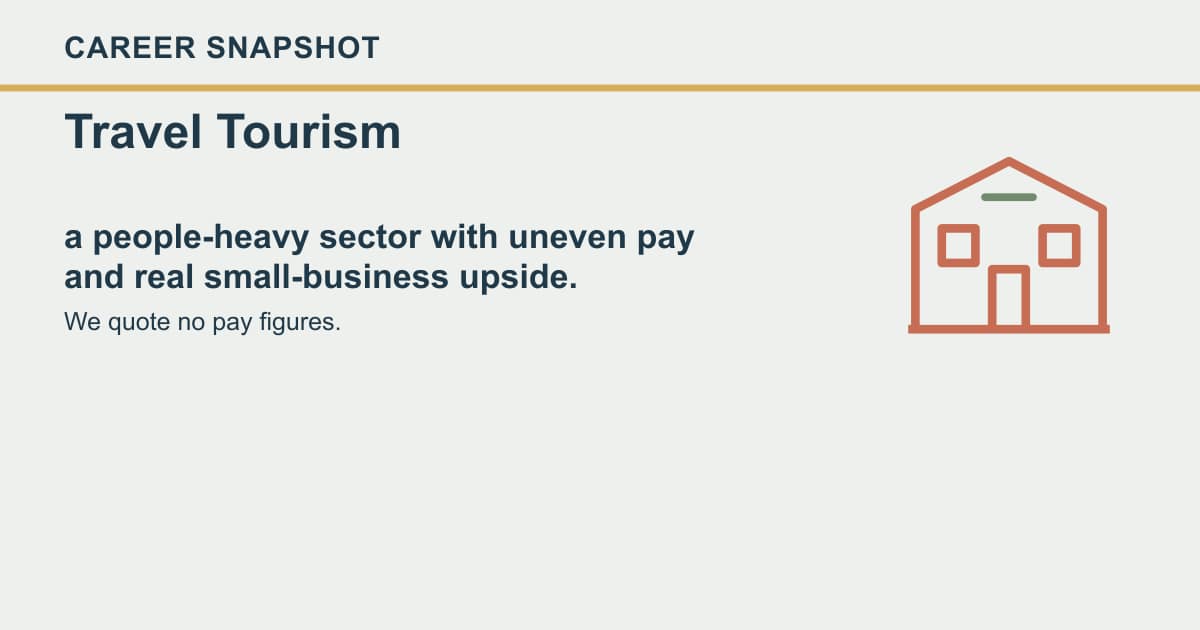 CAREER SNAPSHOT
Travel Tourism
a people-heavy sector with uneven pay
and real small-business upside.
We quote no pay figures.